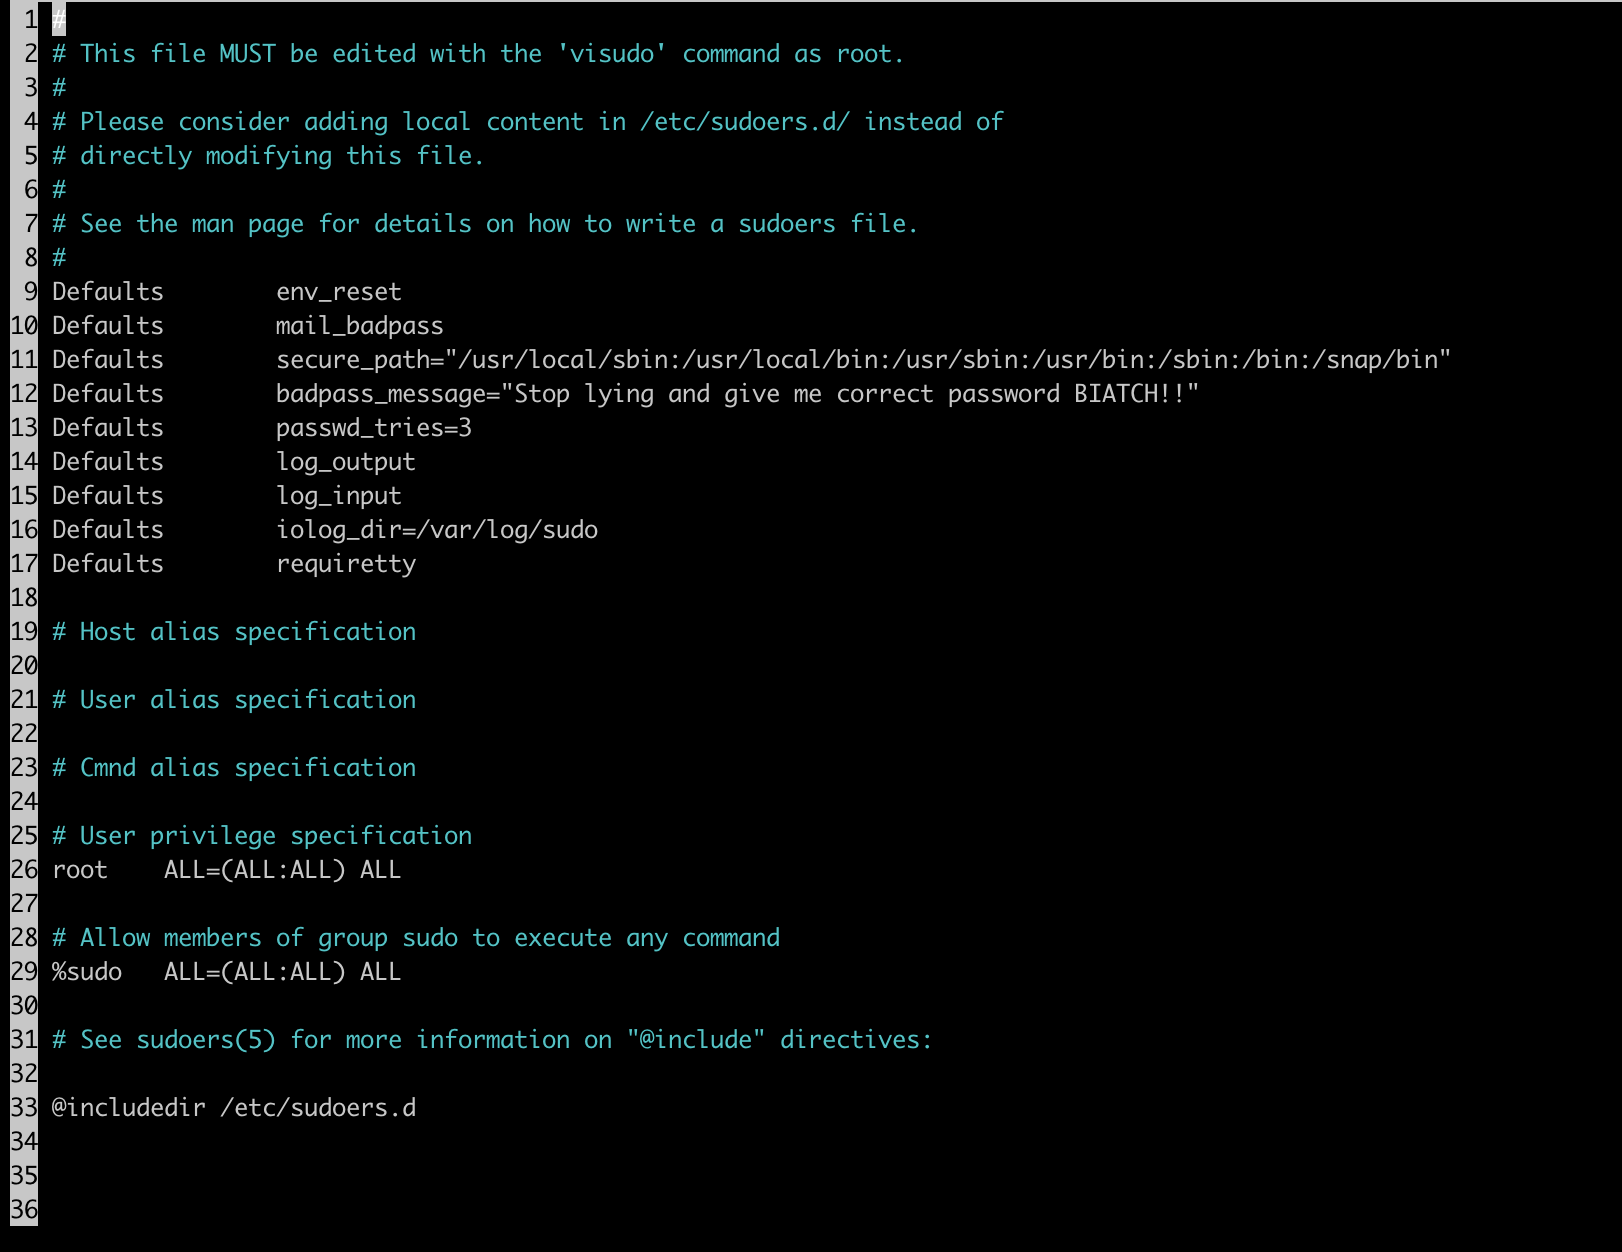 1 #
2 # This file MUST be edited with the 'visudo' command as root.
3 #
4 # Please consider adding local content in /etc/sudoers.d/ instead of
5 # directly modifying this file.
6 #
7 # See the man page for details on how to write a sudoers file.
8 #
9 Defaults        env_reset
10 Defaults        mail_badpass
11 Defaults        secure_path="/usr/local/sbin:/usr/local/bin:/usr/sbin:/usr/bin:/sbin:/bin:/snap/bin"
12 Defaults        badpass_message="Stop lying and give me correct password BIATCH!!"
13 Defaults        passwd_tries=3
14 Defaults        log_output
15 Defaults        log_input
16 Defaults        iolog_dir=/var/log/sudo
17 Defaults        requiretty
18
19 # Host alias specification
20
21 # User alias specification
22
23 # Cmnd alias specification
24
25 # User privilege specification
26 root    ALL=(ALL:ALL) ALL
27
28 # Allow members of group sudo to execute any command
29 %sudo   ALL=(ALL:ALL) ALL
30
31 # See sudoers(5) for more information on "@include" directives:
32
33 @includedir /etc/sudoers.d
34
35
36